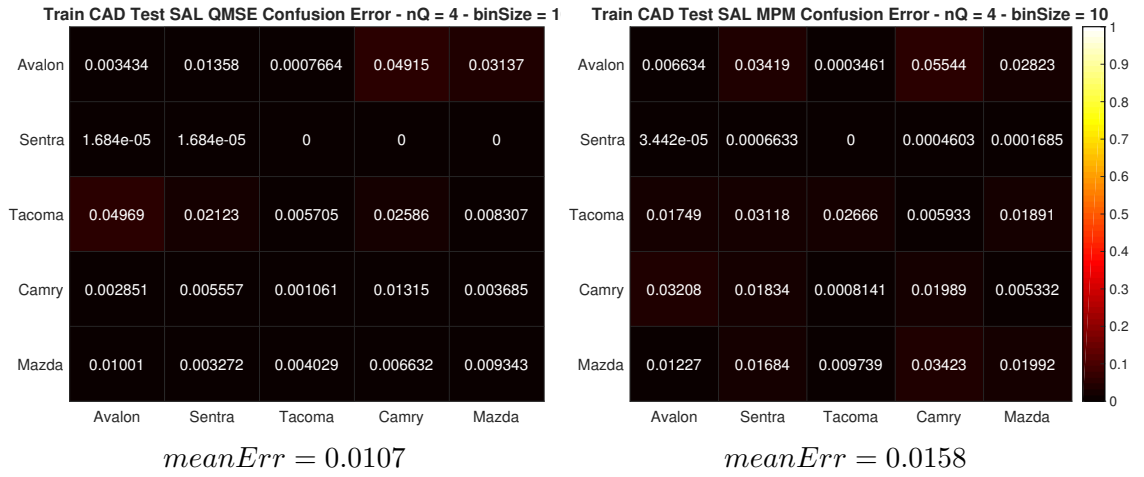 Train CAD Test SAL QMSE Confusion Error - nQ = 4 - binSize = 1
Avalon 0.003434 0.01358 0.0007664 0.04915 0.03137
Sentra 1.684e-05 1.684e-05 0 0 0
Tacoma 0.04969 0.02123 0.005705 0.02586 0.008307
Camry 0.002851 0.005557 0.001061 0.01315 0.003685
Mazda 0.01001 0.003272 0.004029 0.006632 0.009343
Avalon Sentra Tacoma Camry Mazda
meanErr = 0.0107
Train CAD Test SAL MPM Confusion Error - nQ = 4 - binSize = 10
Avalon 0.006634 0.03419 0.0003461 0.05544 0.02823
Sentra 3.442e-05 0.0006633 0 0.0004603 0.0001685
Tacoma 0.01749 0.03118 0.02666 0.005933 0.01891
Camry 0.03208 0.01834 0.0008141 0.01989 0.005332
Mazda 0.01227 0.01684 0.009739 0.03423 0.01992
Avalon Sentra Tacoma Camry Mazda
1
0.9
0.8
0.7
0.6
0.5
0.4
0.3
0.2
0.1
0
meanErr = 0.0158